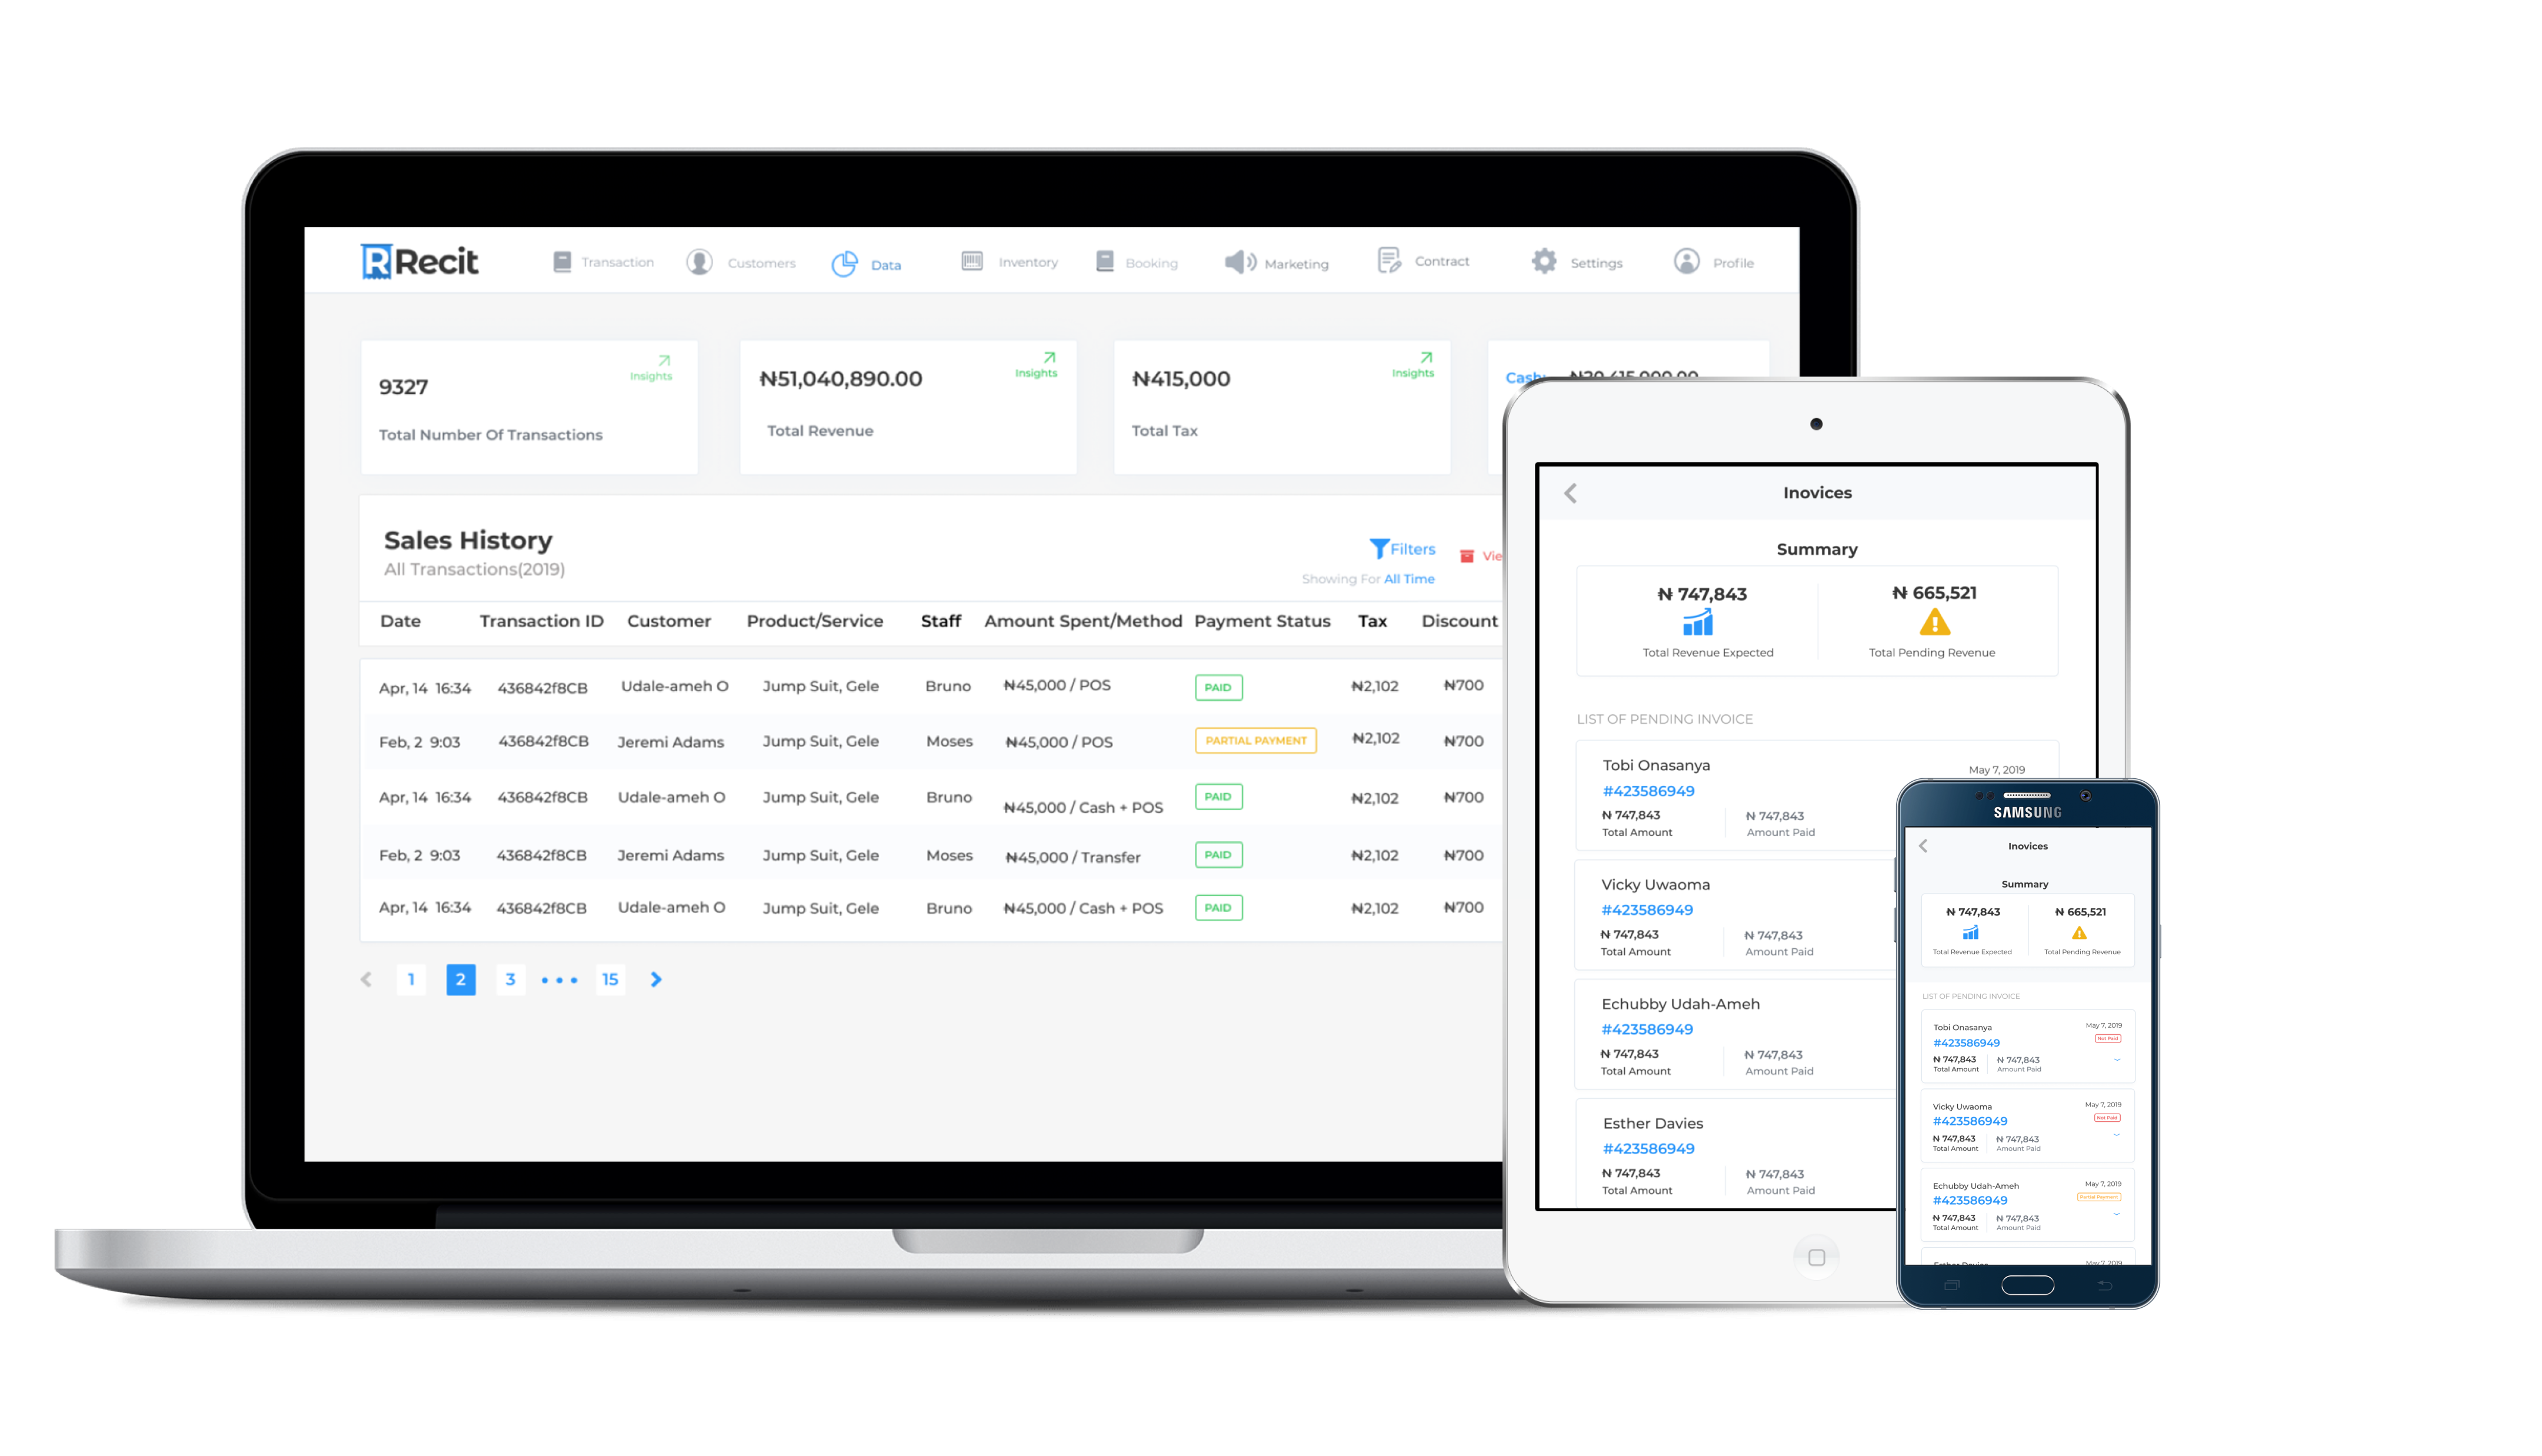 Recit
Transaction Customers Data Inventory Booking Marketing Contract Settings Profile
9327
Insights
Total Number Of Transactions
₦51,040,890.00
Insights
Total Revenue
₦415,000
Insights
Total Tax
Cash:
Sales History
All Transactions(2019)
Filters
Showing For All Time
Date Transaction ID Customer Product/Service Staff Amount Spent/Method Payment Status Tax Discount
Apr, 14 16:34 436842f8CB Udale-ameh O Jump Suit, Gele Bruno ₦45,000 / POS PAID ₦2,102 ₦700
Feb, 2 9:03 436842f8CB Jeremi Adams Jump Suit, Gele Moses ₦45,000 / POS PARTIAL PAYMENT ₦2,102 ₦700
Apr, 14 16:34 436842f8CB Udale-ameh O Jump Suit, Gele Bruno ₦45,000 / Cash + POS PAID ₦2,102 ₦700
Feb, 2 9:03 436842f8CB Jeremi Adams Jump Suit, Gele Moses ₦45,000 / Transfer PAID ₦2,102 ₦700
Apr, 14 16:34 436842f8CB Udale-ameh O Jump Suit, Gele Bruno ₦45,000 / Cash + POS PAID ₦2,102 ₦700
1 2 3 ••• 15
Inovices
Summary
₦ 747,843 ₦ 665,521
Total Revenue Expected Total Pending Revenue
LIST OF PENDING INVOICE
Tobi Onasanya May 7, 2019
#423586949
₦ 747,843 ₦ 747,843
Total Amount Amount Paid
Vicky Uwaoma
#423586949
₦ 747,843 ₦ 747,843
Total Amount Amount Paid
Echubby Udah-Ameh
#423586949
₦ 747,843 ₦ 747,843
Total Amount Amount Paid
Esther Davies
#423586949
₦ 747,843 ₦ 747,843
Total Amount Amount Paid
SAMSUNG
Inovices
Summary
₦ 747,843 ₦ 665,521
Total Revenue Expected Total Pending Revenue
LIST OF PENDING INVOICE
Tobi Onasanya May 7, 2019
#423586949 Not Paid
₦ 747,843 ₦ 747,843
Total Amount Amount Paid
Vicky Uwaoma May 7, 2019
#423586949 Not Paid
₦ 747,843 ₦ 747,843
Total Amount Amount Paid
Echubby Udah-Ameh May 7, 2019
#423586949 Partial Payment
₦ 747,843 ₦ 747,843
Total Amount Amount Paid
May 7, 2019